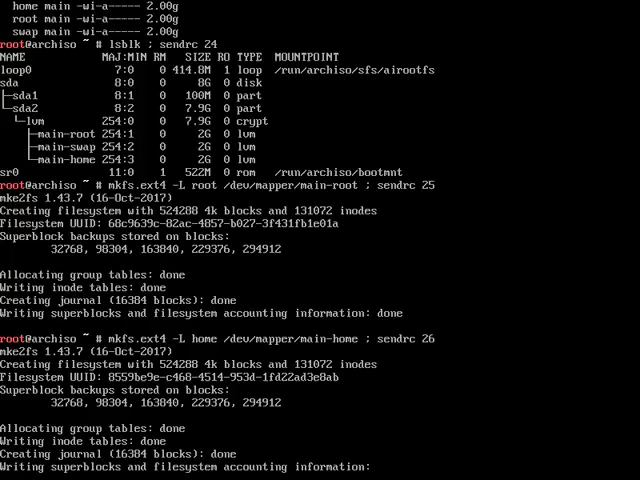 home main -wi-a----- 2.00g
root main -wi-a----- 2.00g
swap main -wi-a----- 2.00g
root@archiso ~ # lsblk ; sendrc 24
NAME MAJ:MIN RM SIZE RO TYPE MOUNTPOINT
loop0 7:0 0 414.8M 1 loop /run/archiso/sfs/airootfs
sda 8:0 0 8G 0 disk
├─sda1 8:1 0 100M 0 part
└─sda2 8:2 0 7.9G 0 part
└─lvm 254:0 0 7.9G 0 crypt
├─main-root 254:1 0 2G 0 lvm
├─main-swap 254:2 0 2G 0 lvm
└─main-home 254:3 0 2G 0 lvm
sr0 11:0 1 522M 0 rom /run/archiso/bootmnt
root@archiso ~ # mkfs.ext4 -L root /dev/mapper/main-root ; sendrc 25
mke2fs 1.43.7 (16-Oct-2017)
Creating filesystem with 524288 4k blocks and 131072 inodes
Filesystem UUID: 68c9639c-82ac-4857-b027-3f431fb1e01a
Superblock backups stored on blocks:
32768, 98304, 163840, 229376, 294912
Allocating group tables: done
Writing inode tables: done
Creating journal (16384 blocks): done
Writing superblocks and filesystem accounting information: done
root@archiso ~ # mkfs.ext4 -L home /dev/mapper/main-home ; sendrc 26
mke2fs 1.43.7 (16-Oct-2017)
Creating filesystem with 524288 4k blocks and 131072 inodes
Filesystem UUID: 8559be9e-c468-4514-953d-1fd22ad3e8ab
Superblock backups stored on blocks:
32768, 98304, 163840, 229376, 294912
Allocating group tables: done
Writing inode tables: done
Creating journal (16384 blocks): done
Writing superblocks and filesystem accounting information: